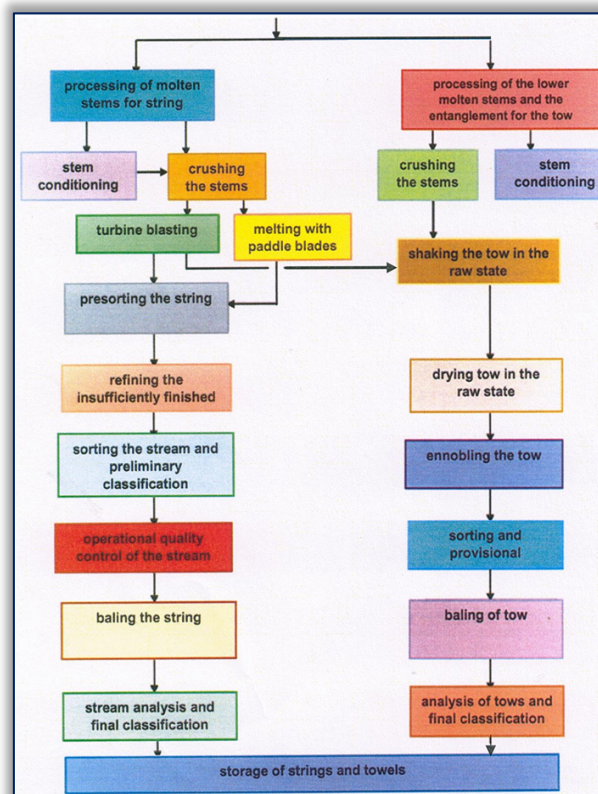 processing of molten
stems for string
processing of the lower
molten stems and the
entanglement for the tow
stem
conditioning
crushing
the stems
crushing
the stems
stem
conditioning
turbine blasting
melting with
paddle blades
shaking the tow in the
raw state
presorting the string
refining the
insufficiently finished
drying tow in the
raw state
sorting the stream and
preliminary
classification
ennobling the tow
operational quality
control of the stream
sorting and
provisional
baling the string
baling of tow
stream analysis and
final classification
analysis of tows and
final classification
storage of strings and towels